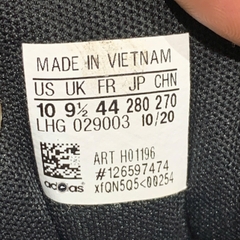 MADE IN VIETNAM
US UK FR JP CHN
10 9½ 44 280 270
LHG 029003 10/20
ART H01196
#126597474
xfQN5Q5<00254
adidas